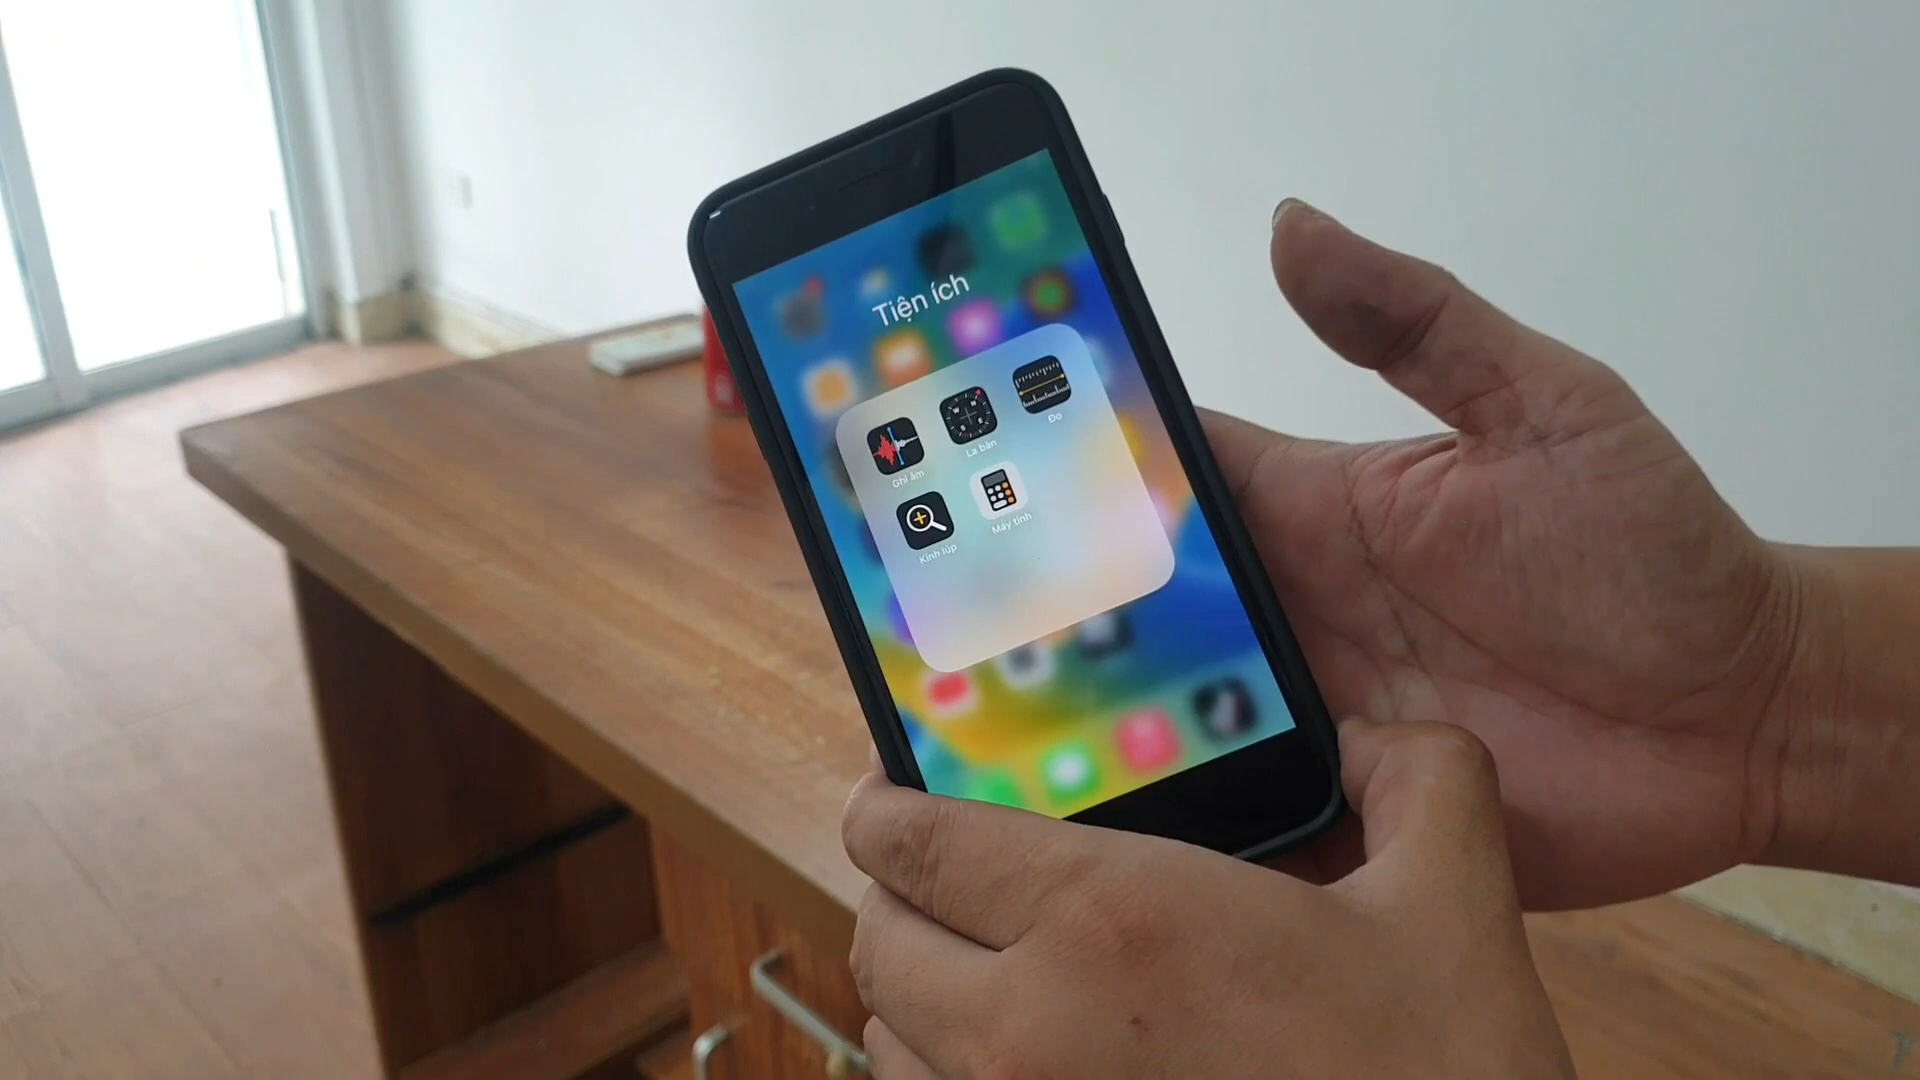 Tiện ích
Ghi âm
La bàn
Đo
Kính lúp
Máy tính